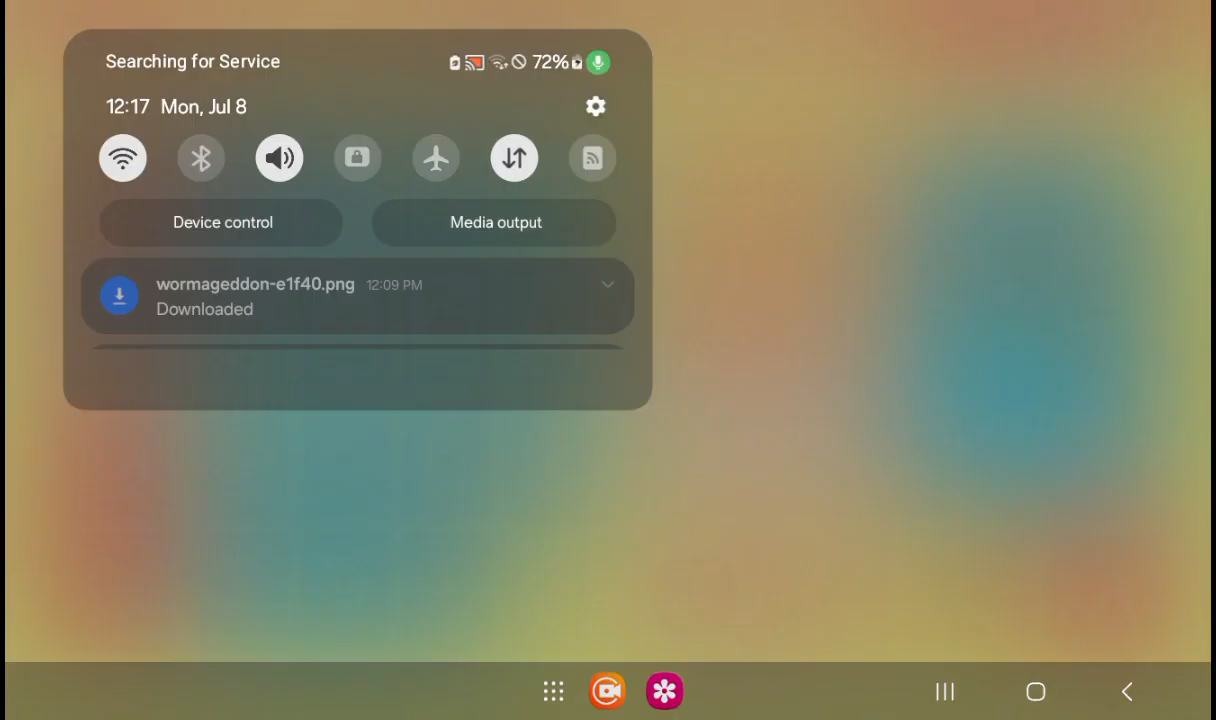 Searching for Service 72%
12:17 Mon, Jul 8
Device control Media output
wormageddon-e1f40.png 12:09 PM
Downloaded